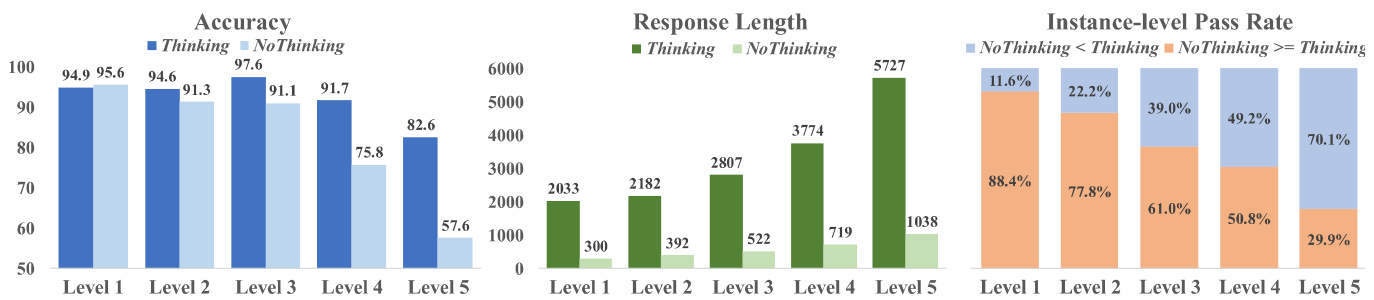 Accuracy
Thinking NoThinking
100
90
80
70
60
50
94.9 95.6
94.6 91.3
97.6 91.1
91.7 75.8
82.6 57.6
Level 1 Level 2 Level 3 Level 4 Level 5
Response Length
Thinking NoThinking
6000
5000
4000
3000
2000
1000
0
2033 300
2182 392
2807 522
3774 719
5727 1038
Level 1 Level 2 Level 3 Level 4 Level 5
Instance-level Pass Rate
NoThinking < Thinking NoThinking >= Thinking
11.6% 22.2% 39.0% 49.2% 70.1%
88.4% 77.8% 61.0% 50.8% 29.9%
Level 1 Level 2 Level 3 Level 4 Level 5